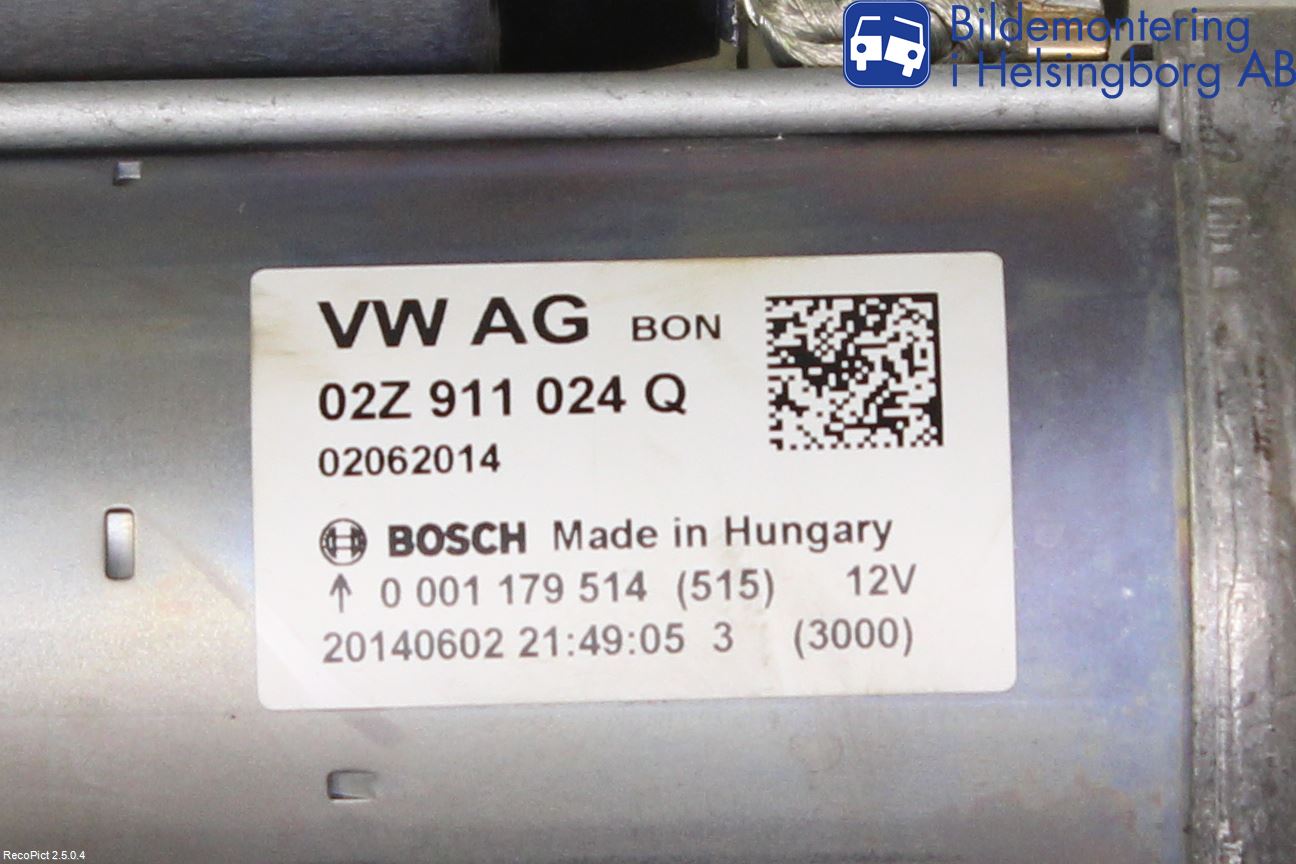 Bildemontering
i Helsingborg AB
VW AG BON
02Z 911 024 Q
02062014
BOSCH Made in Hungary
↑ 0 001 179 514 (515) 12V
20140602 21:49:05 3 (3000)
RecoPict 2.5.0.4